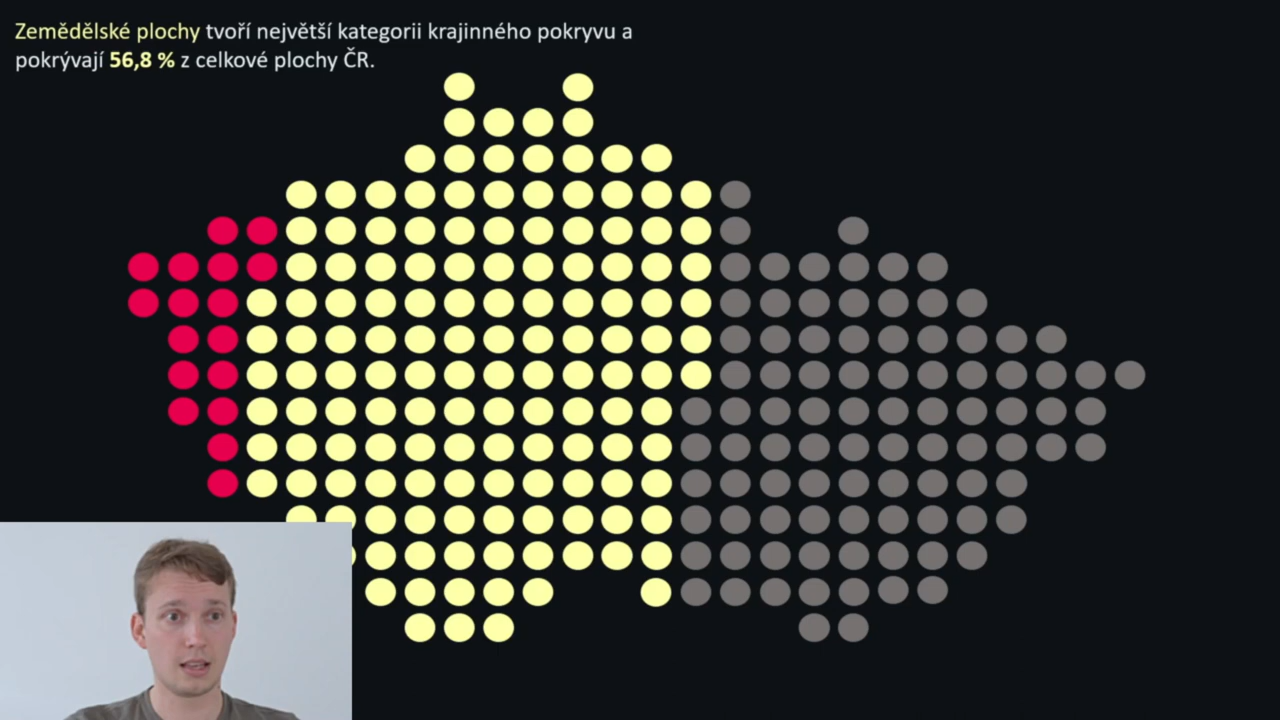 Zemědělské plochy tvoří největší kategorii krajinného pokryvu a
pokrývají 56,8 % z celkové plochy ČR.